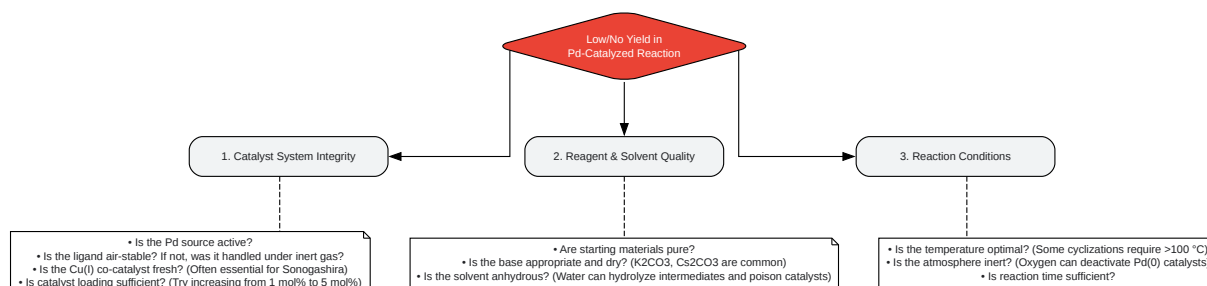 Low/No Yield in
Pd-Catalyzed Reaction
1. Catalyst System Integrity
2. Reagent & Solvent Quality
3. Reaction Conditions
• Is the Pd source active?
• Is the ligand air-stable? If not, was it handled under inert gas?
• Is the Cu(I) co-catalyst fresh? (Often essential for Sonogashira)
• Is catalyst loading sufficient? (Try increasing from 1 mol% to 5 mol%)
• Are starting materials pure?
• Is the base appropriate and dry? (K2CO3, Cs2CO3 are common)
• Is the solvent anhydrous? (Water can hydrolyze intermediates and poison catalysts)
• Is the temperature optimal? (Some cyclizations require >100 °C)
• Is the atmosphere inert? (Oxygen can deactivate Pd(0) catalysts)
• Is reaction time sufficient?